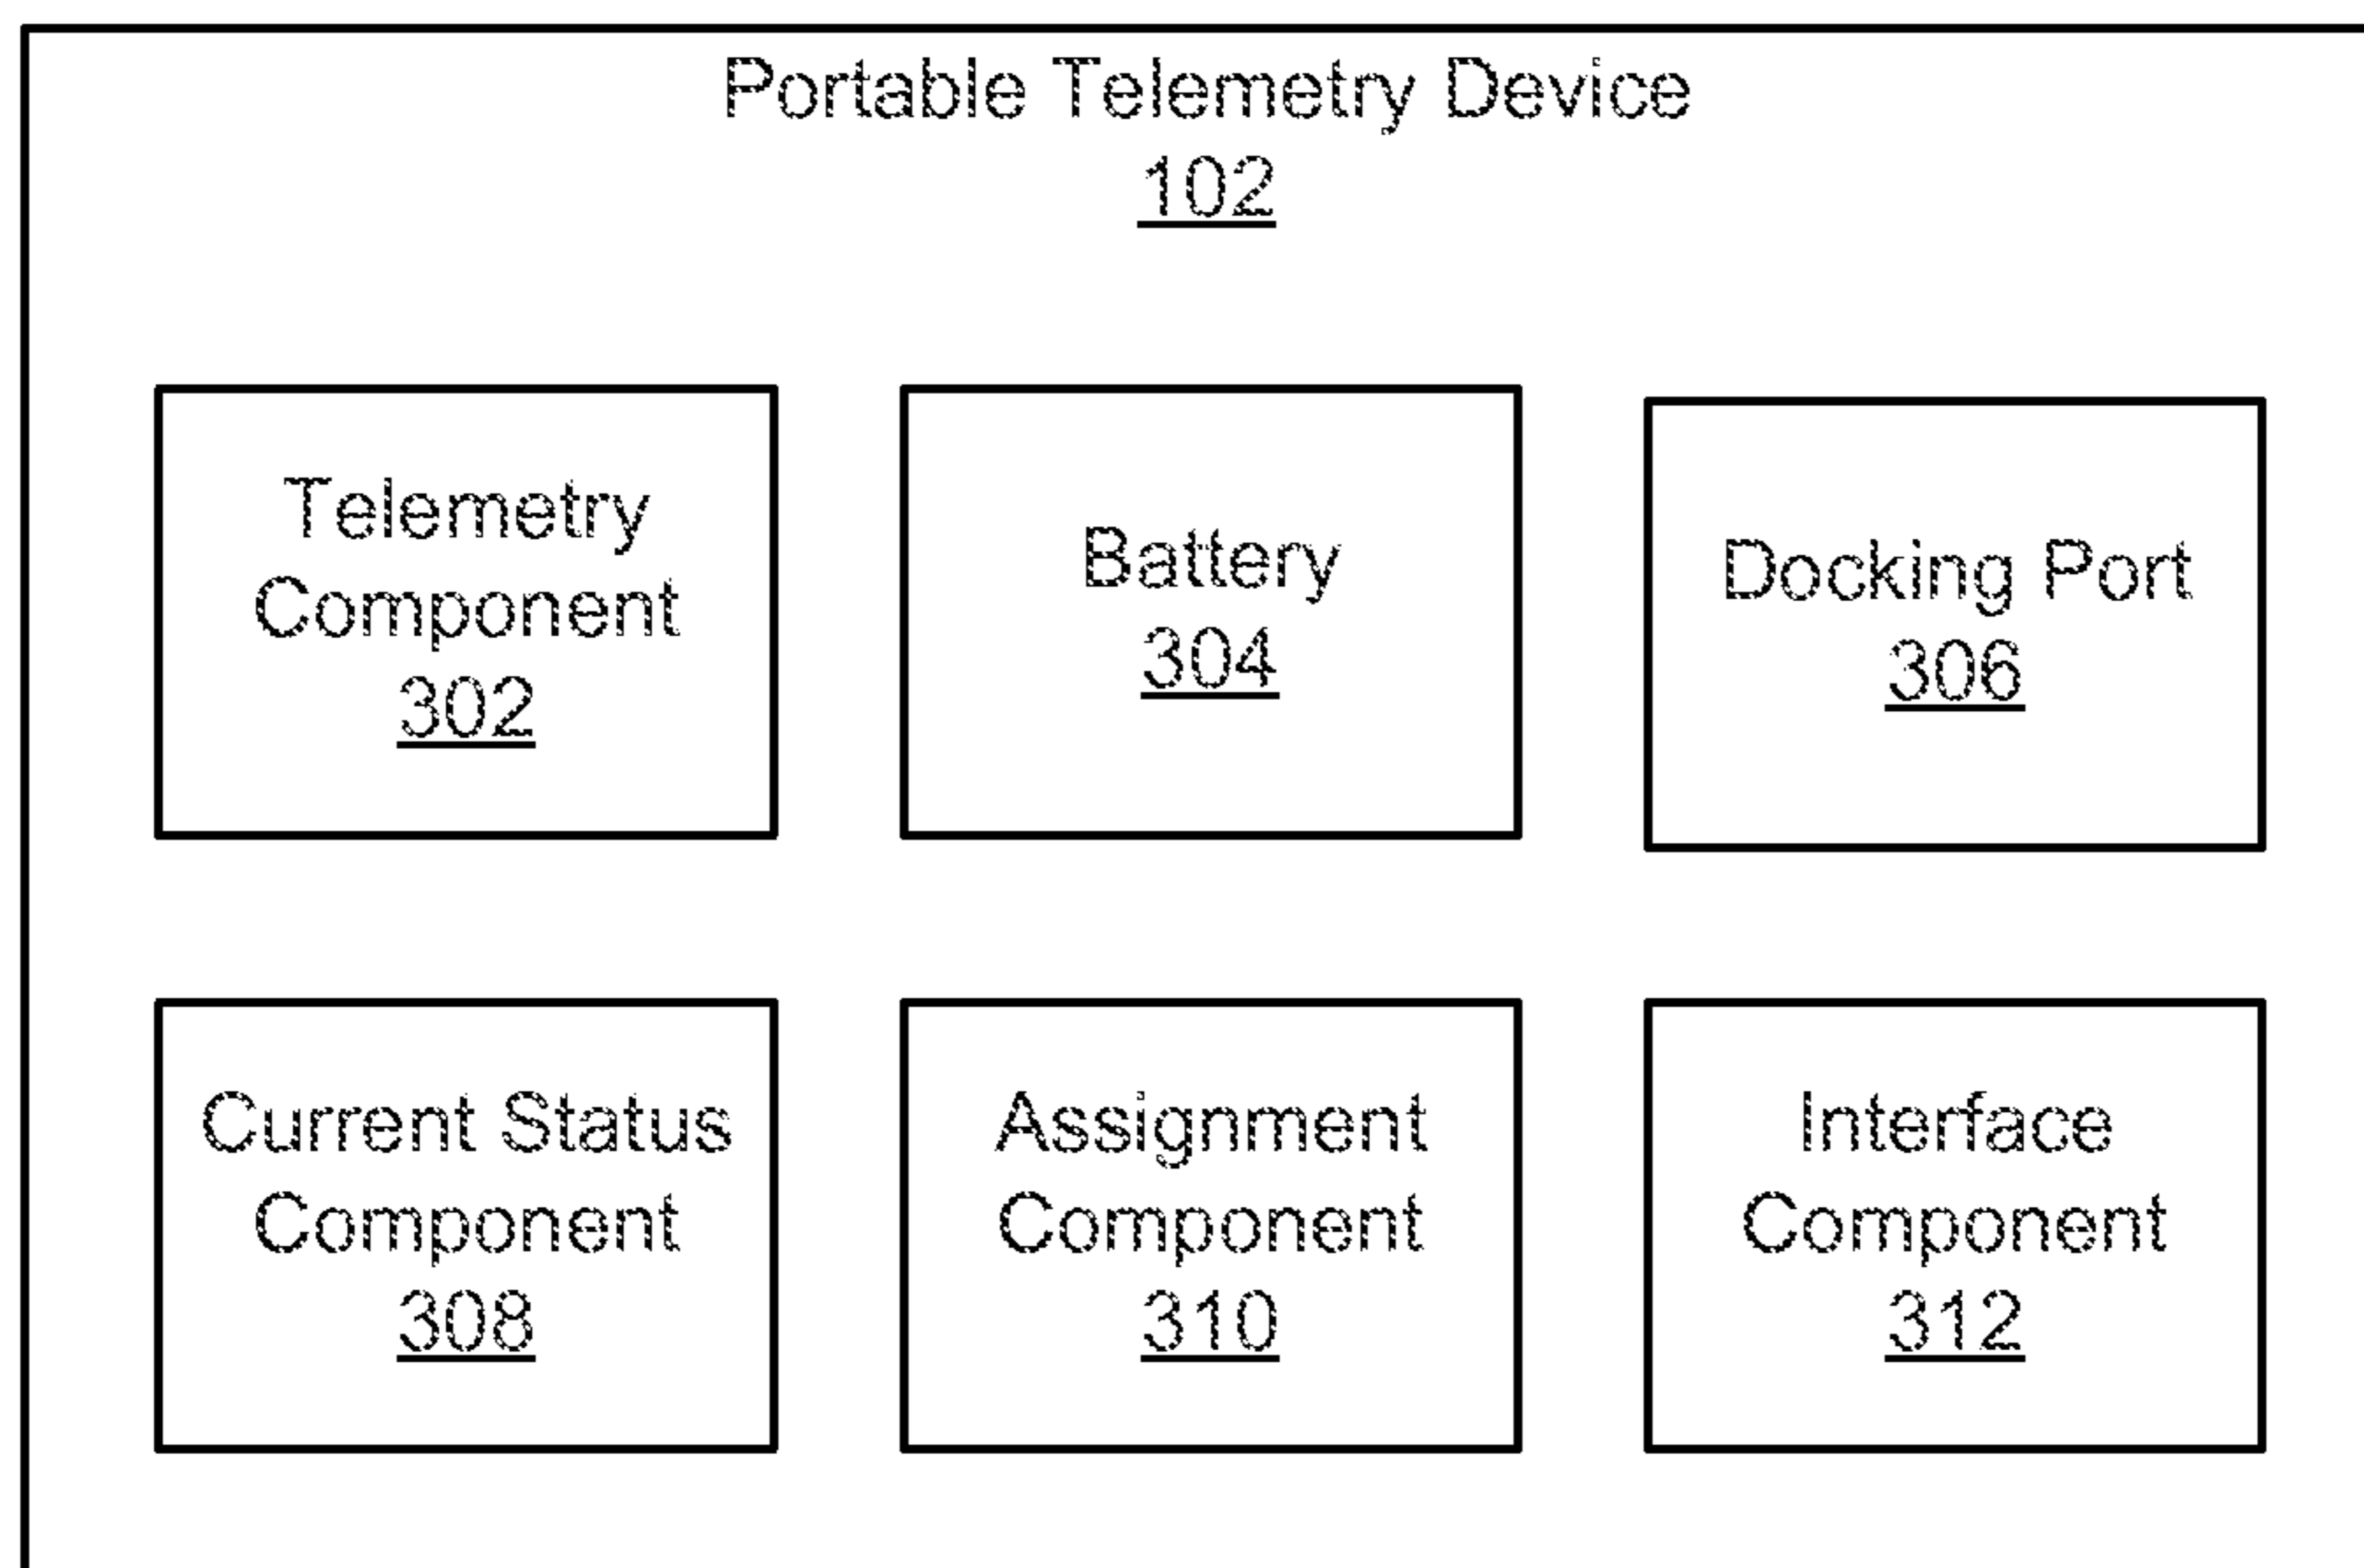 Portable Telemetry Device
102
Telemetry
Component
302
Battery
304
Docking Port
306
Current Status
Component
308
Assignment
Component
310
Interface
Component
312